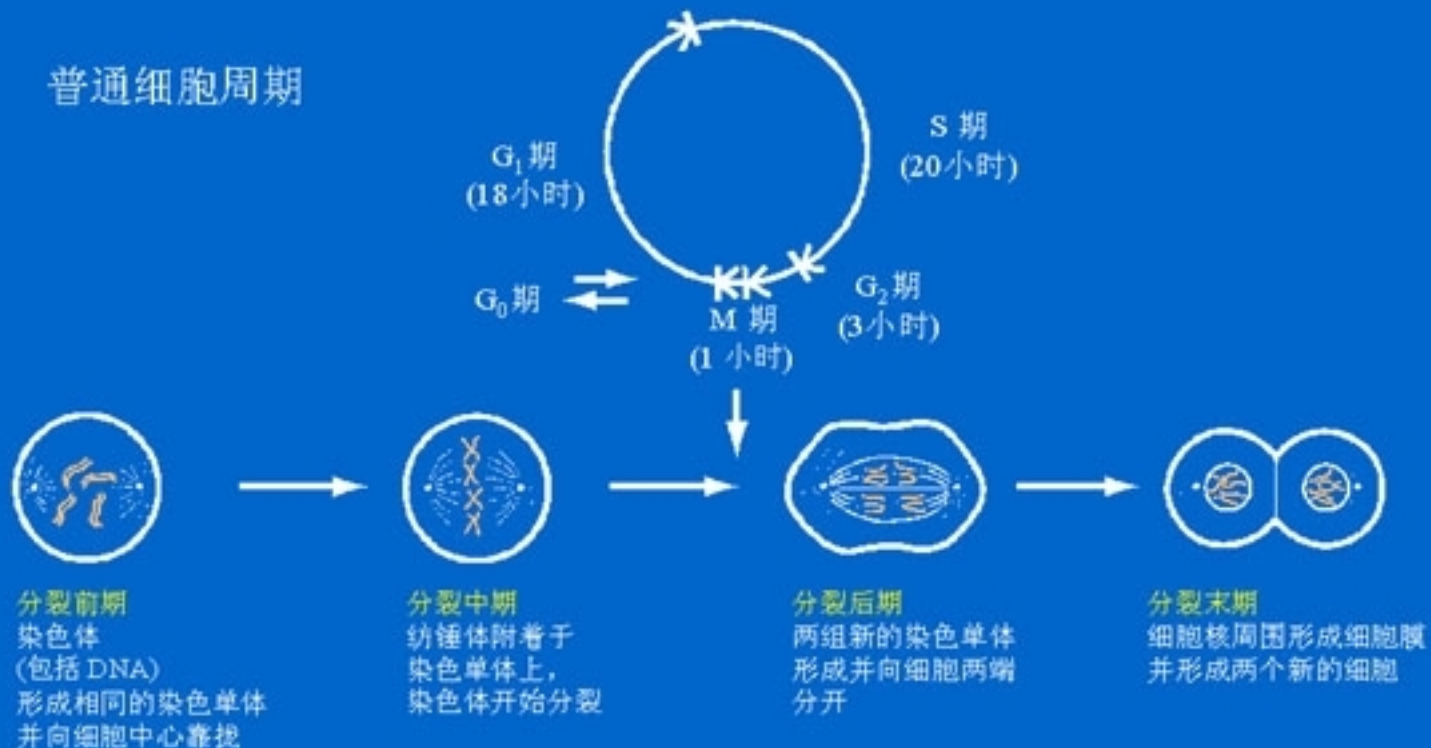 普通细胞周期
S 期
(20小时)
G₁期
(18小时)
G₀期
G₂期
(3小时)
M 期
(1 小时)
分裂前期
染色体
(包括 DNA)
形成相同的染色单体
并向细胞中心靠拢
分裂中期
纺锤体附着于
染色单体上，
染色体开始分裂
分裂后期
两组新的染色单体
形成并向细胞两端
分开
分裂末期
细胞核周围形成细胞膜
并形成两个新的细胞